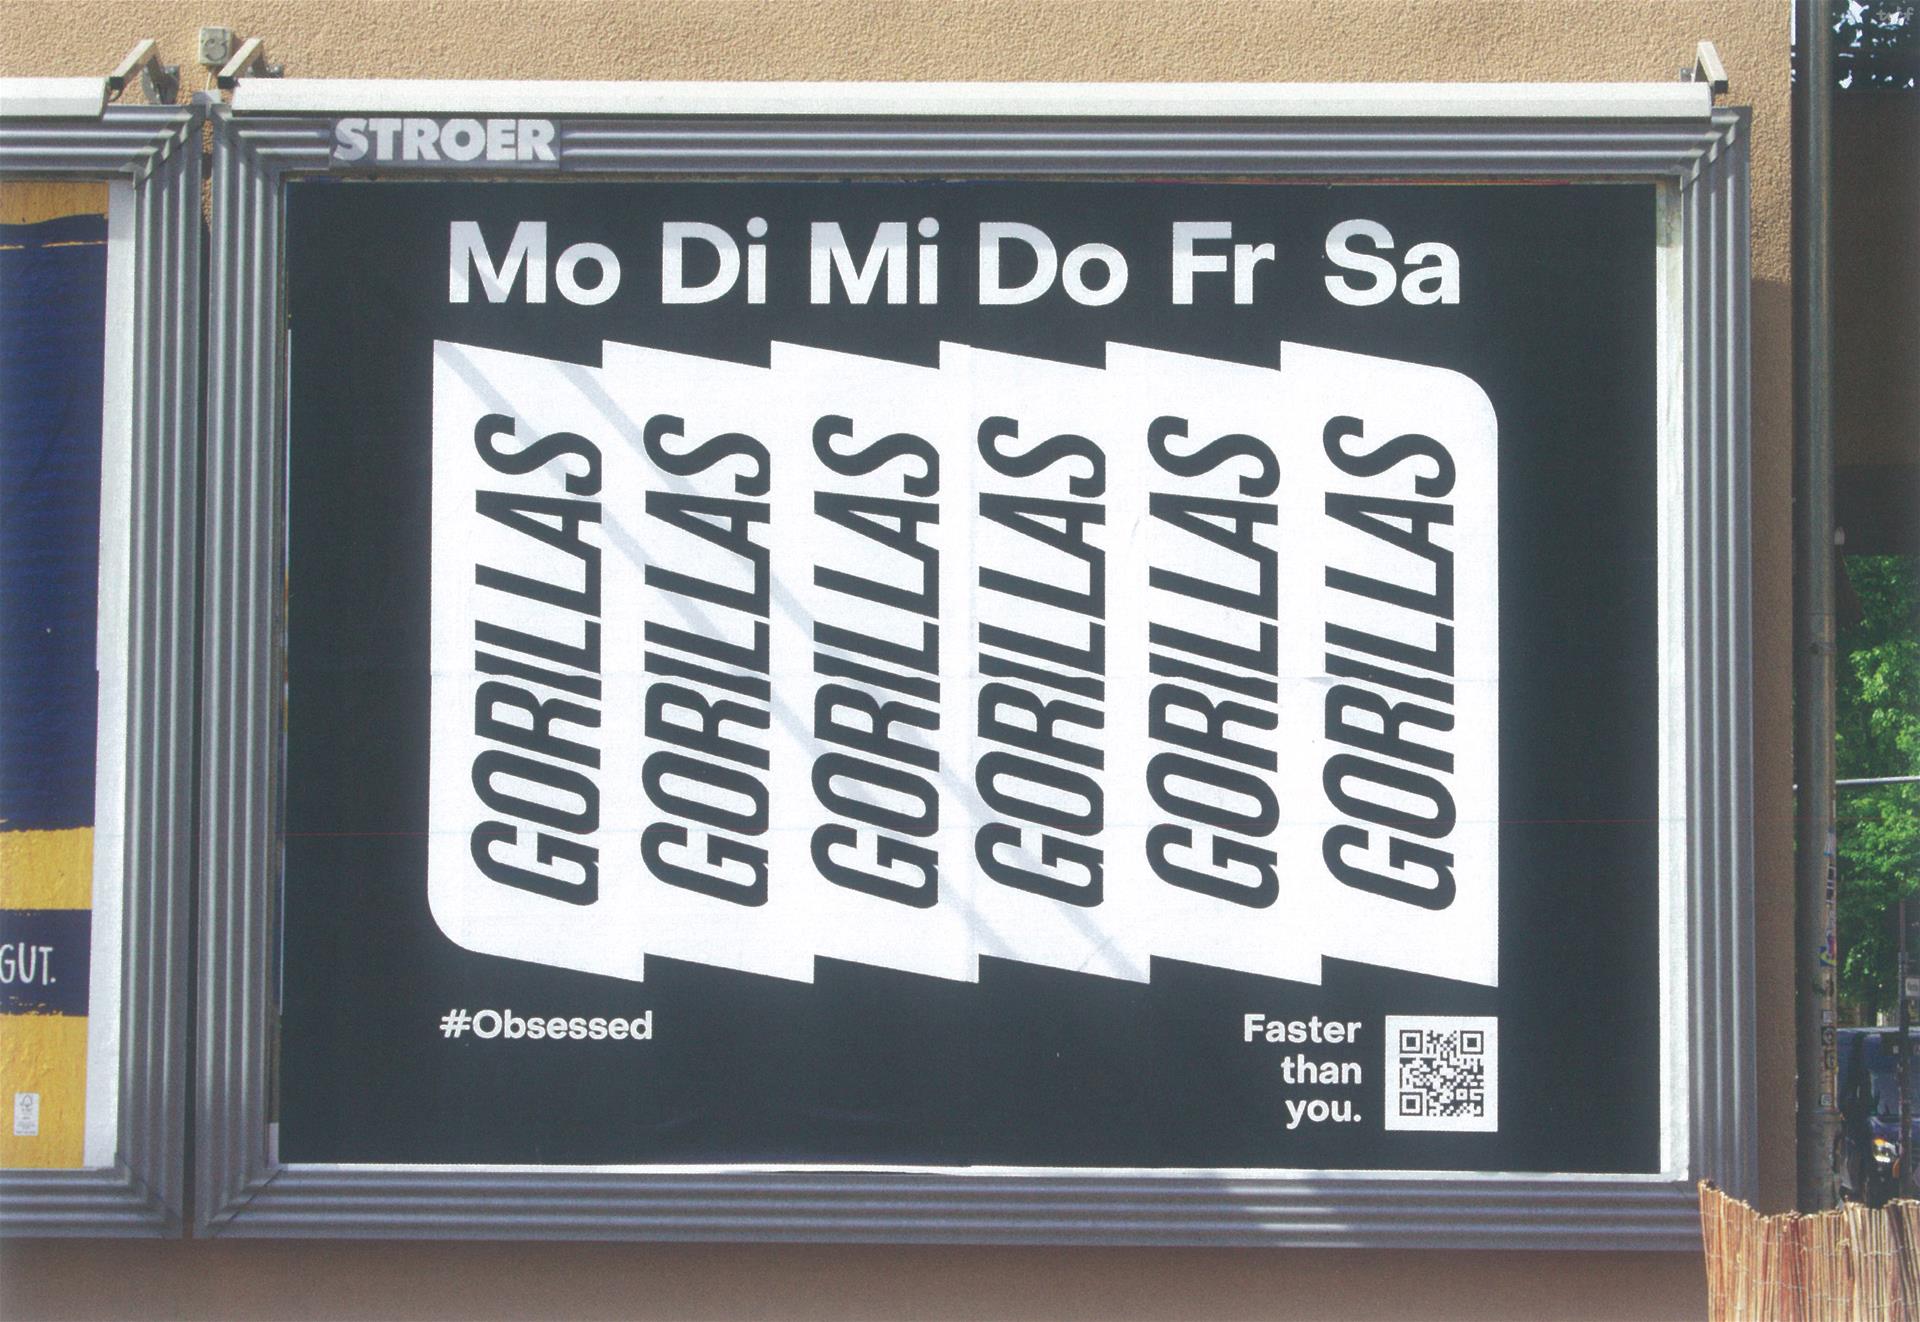 STROER
Mo Di Mi Do Fr Sa
GORILLAS
GORILLAS
GORILLAS
GORILLAS
GORILLAS
GORILLAS
#Obsessed
Faster
than
you.
GUT.